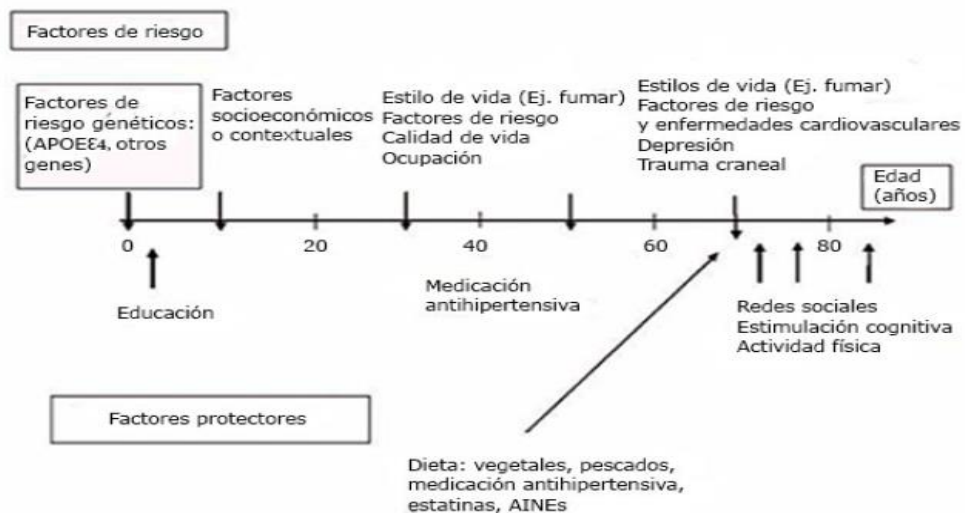 Factores de riesgo
Factores de
riesgo genéticos:
(APOEε4, otros
genes)
Factores
socioeconómicos
o contextuales
Estilo de vida (Ej. fumar)
Factores de riesgo
Calidad de vida
Ocupación
Estilos de vida (Ej. fumar)
Factores de riesgo
y enfermedades cardiovasculares
Depresión
Trauma craneal
Edad
(años)
0
20
40
60
80
Educación
Medicación
antihipertensiva
Redes sociales
Estimulación cognitiva
Actividad física
Factores protectores
Dieta: vegetales, pescados,
medicación antihipertensiva,
estatinas, AINEs